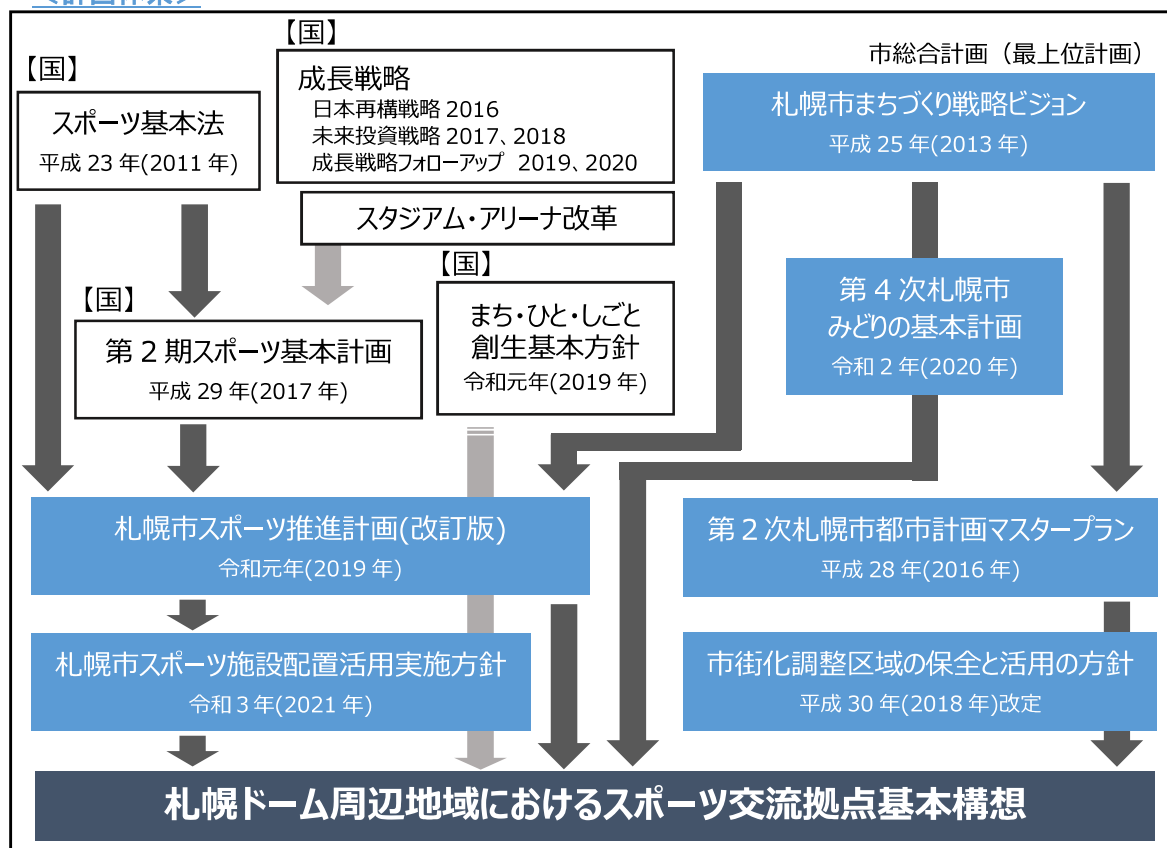 【国】
スポーツ基本法
平成 23 年(2011 年)
【国】
成長戦略
日本再構戦略 2016
未来投資戦略 2017、2018
成長戦略フォローアップ 2019、2020
スタジアム・アリーナ改革
市総合計画（最上位計画）
札幌市まちづくり戦略ビジョン
平成 25 年(2013 年)
【国】
第２期スポーツ基本計画
平成 29 年(2017 年)
【国】
まち・ひと・しごと
創生基本方針
令和元年(2019 年)
第４次札幌市
みどりの基本計画
令和２年(2020 年)
札幌市スポーツ推進計画(改訂版)
令和元年(2019 年)
第２次札幌市都市計画マスタープラン
平成 28 年(2016 年)
札幌市スポーツ施設配置活用実施方針
令和３年(2021 年)
市街化調整区域の保全と活用の方針
平成 30 年(2018 年)改定
札幌ドーム周辺地域におけるスポーツ交流拠点基本構想